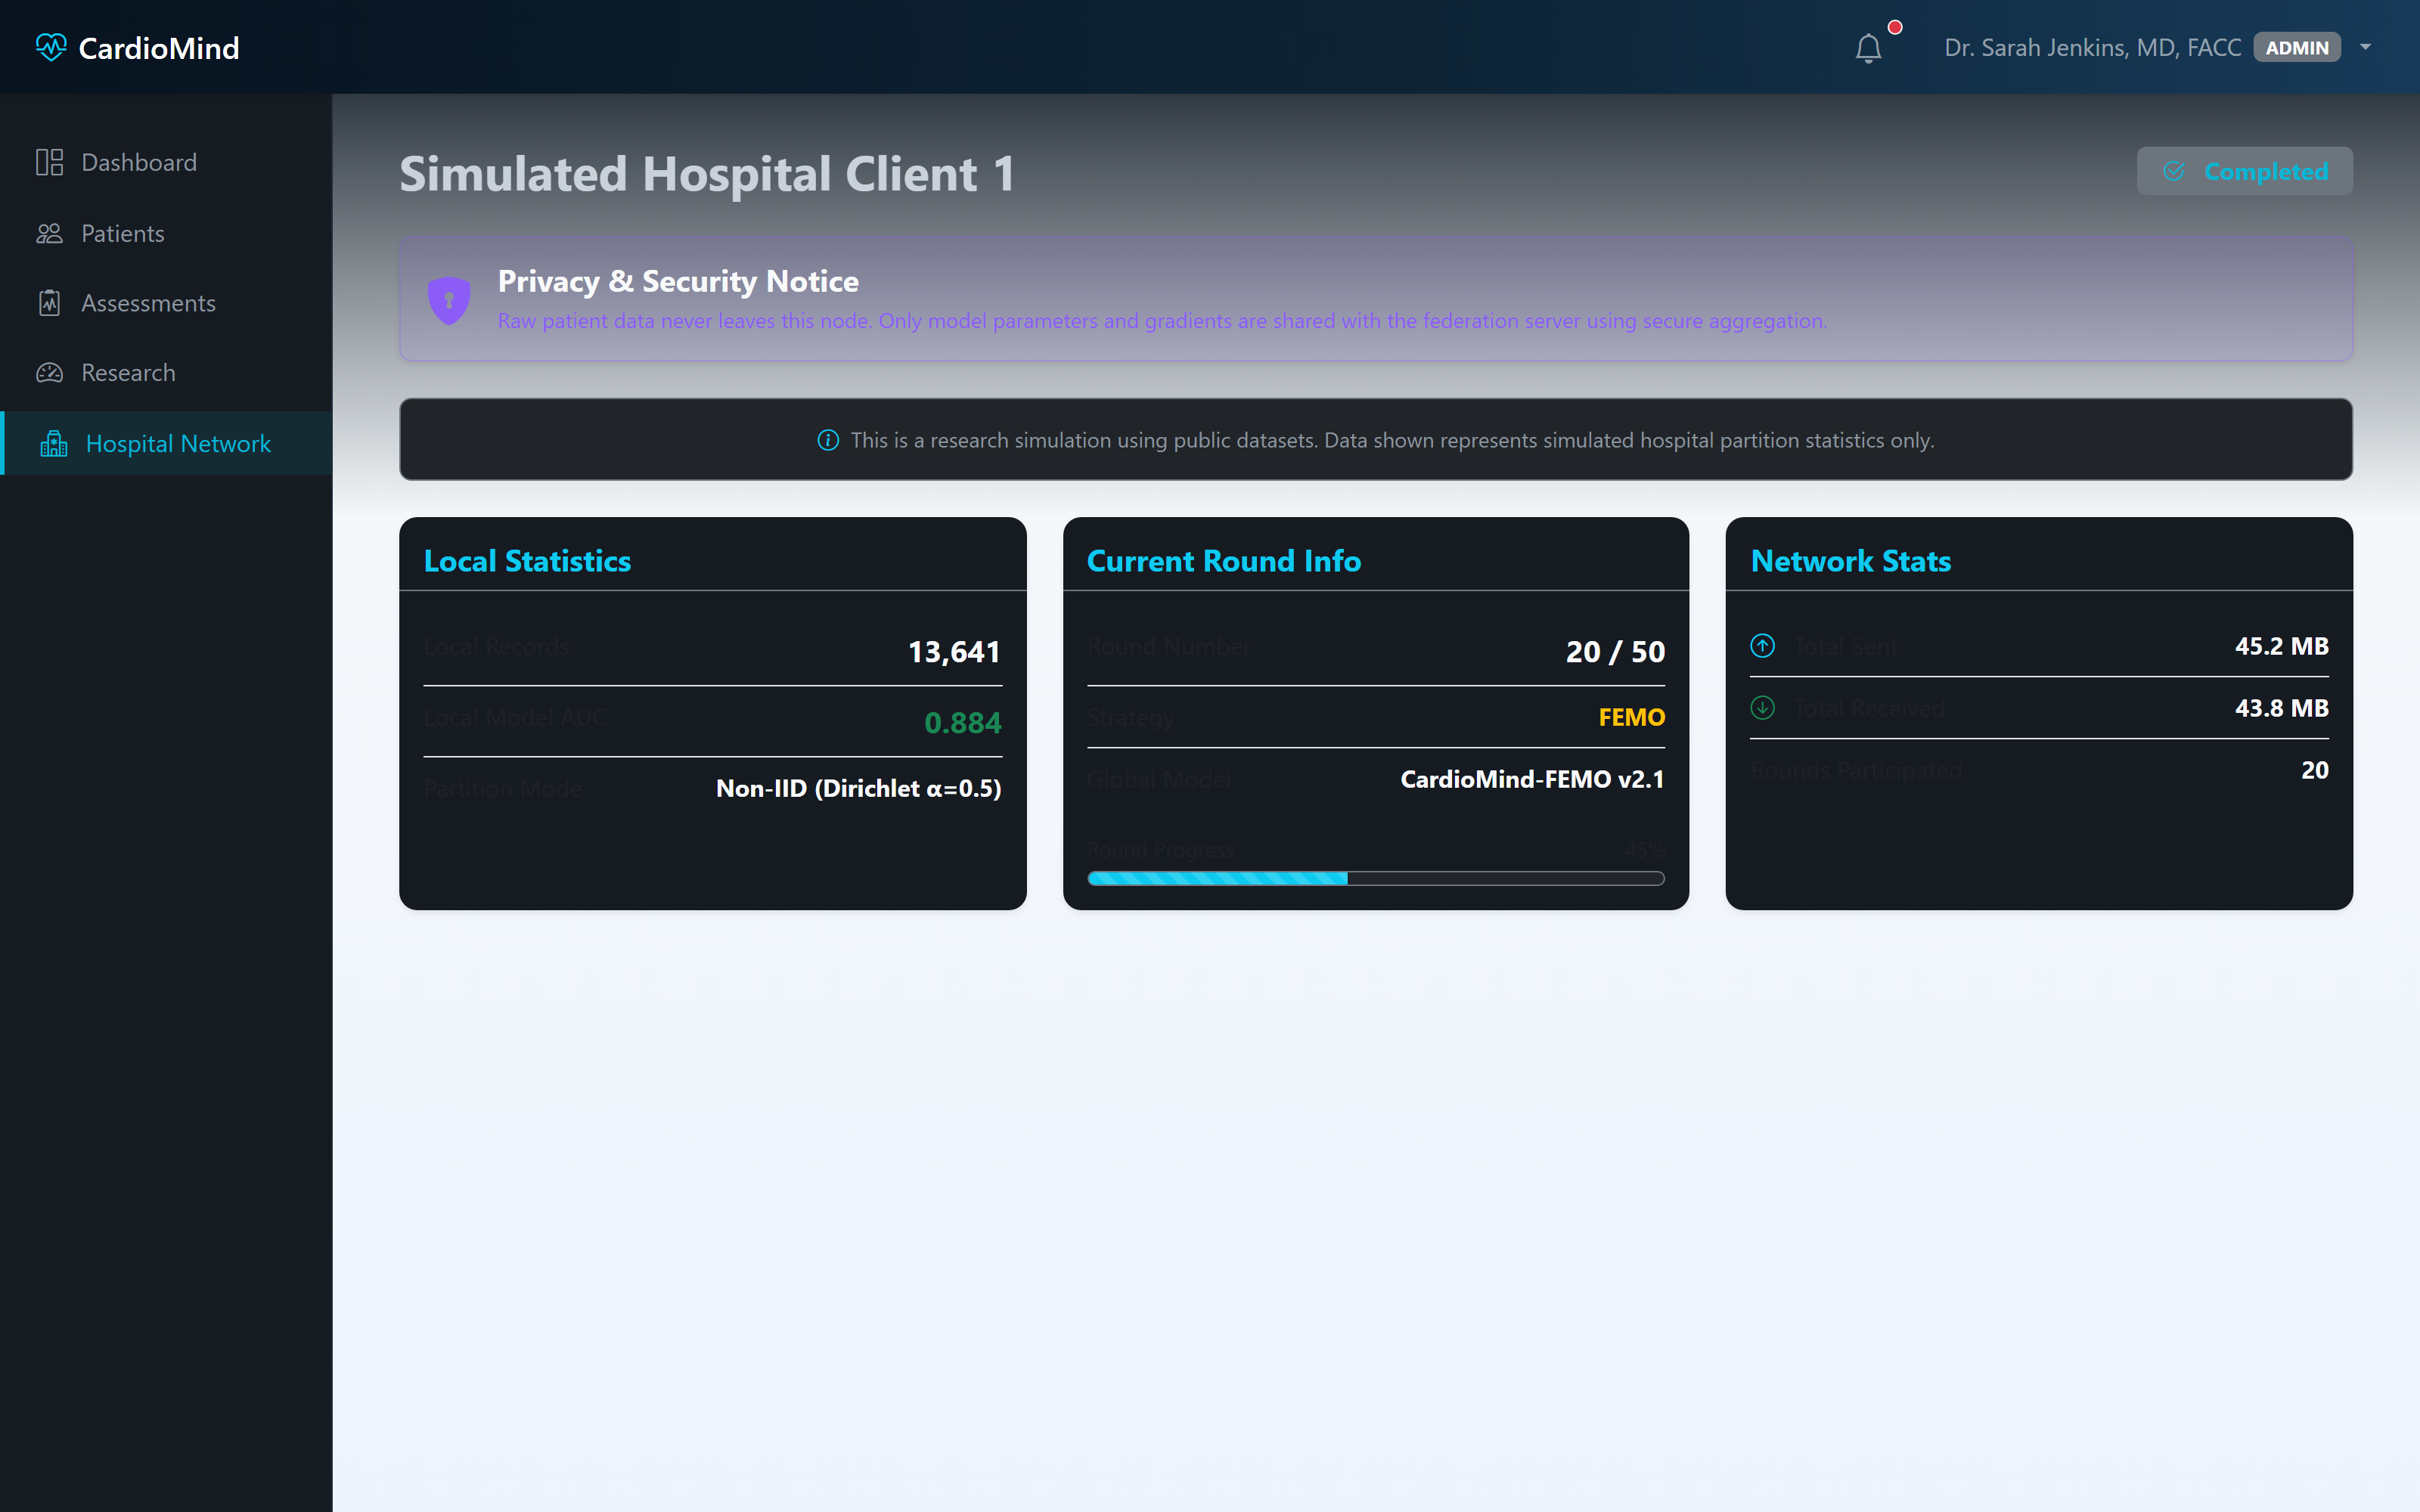 CardioMind
Dr. Sarah Jenkins, MD, FACC ADMIN
Dashboard
Patients
Assessments
Research
Hospital Network
Simulated Hospital Client 1
Completed
Privacy & Security Notice
Raw patient data never leaves this node. Only model parameters and gradients are shared with the federation server using secure aggregation.
This is a research simulation using public datasets. Data shown represents simulated hospital partition statistics only.
Local Statistics
Local Records 13,641
Local Model AUC 0.884
Partition Mode Non-IID (Dirichlet α=0.5)
Current Round Info
Round Number 20 / 50
Strategy FEMO
Global Model CardioMind-FEMO v2.1
Round Progress 45%
Network Stats
Total Sent 45.2 MB
Total Received 43.8 MB
Rounds Participated 20